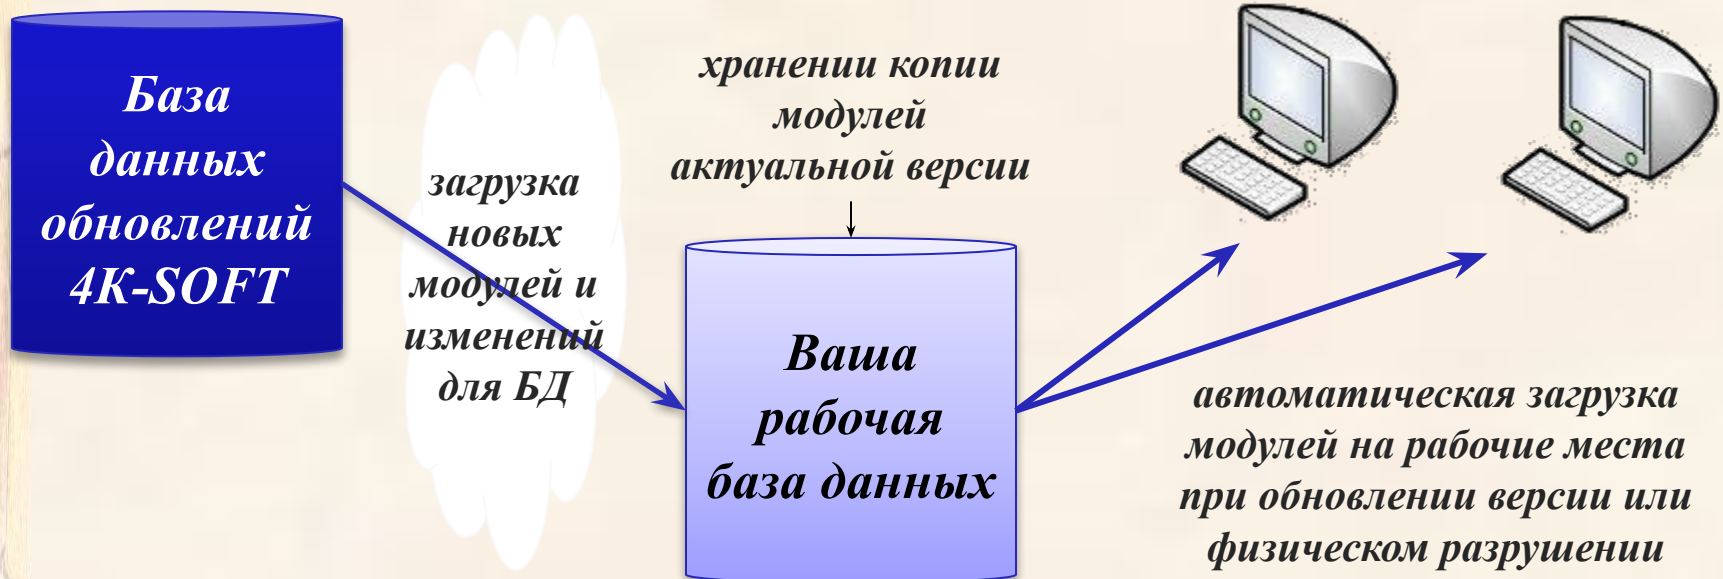 База
данных
обновлений
4К-SOFT
загрузка
новых
модулей и
изменений
для БД
хранении копии
модулей
актуальной версии
Ваша
рабочая
база данных
автоматическая загрузка
модулей на рабочие места
при обновлении версии или
физическом разрушении